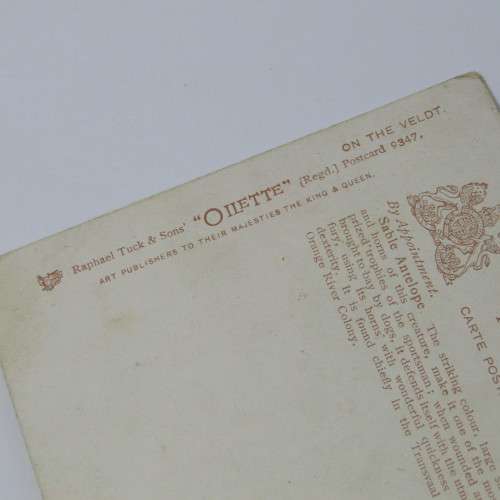 ON THE VELDT.
Raphael Tuck & Sons' "OILETTE" [Regd.] Postcard 9347.
ART PUBLISHERS TO THEIR MAJESTIES THE KING & QUEEN.
By Appointment.
CARTE POST
Sable Antelope. The striking colour, large
and horns of this creature, make it one of the mo
prized trophies of the sportsman; when wounded a
brought to bay by dogs, it defends itself with the utm
fury, using its horns with wonderful quickness
dexterity. It is found chiefly in the Transvaa
Orange River Colony.